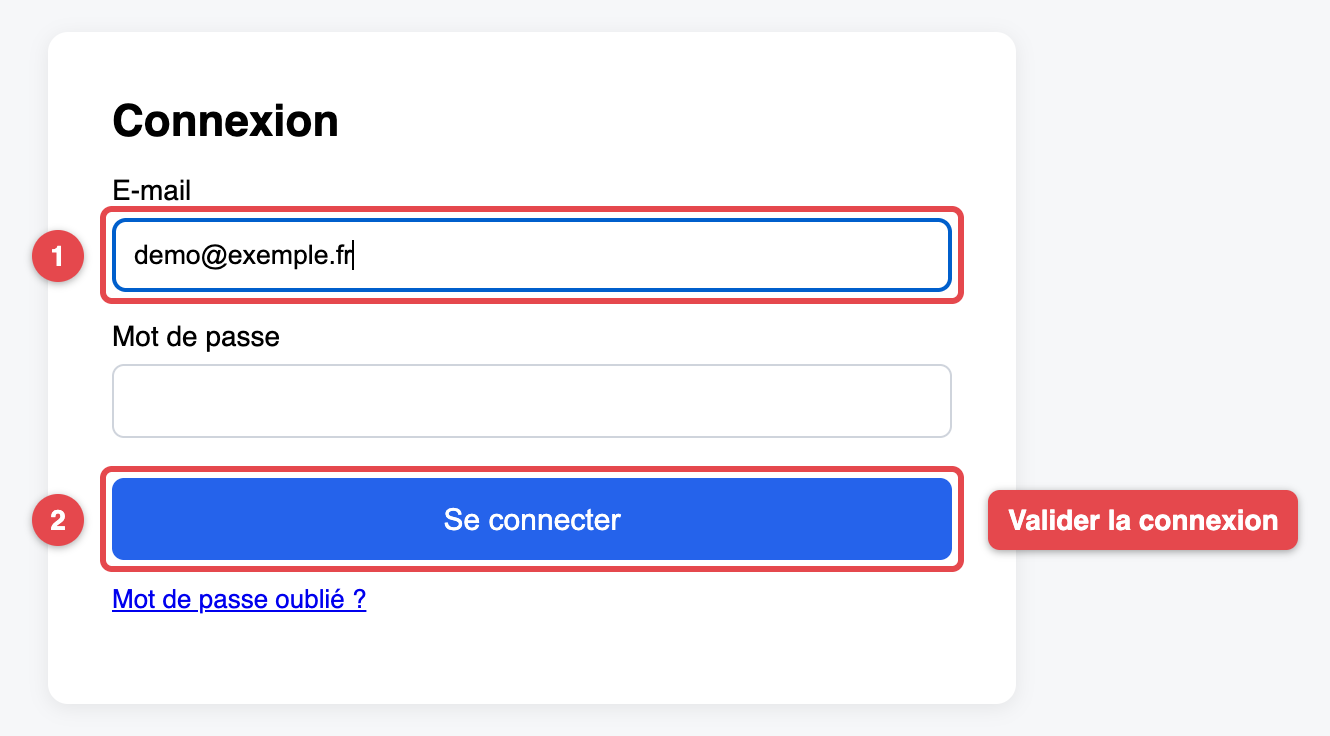 Connexion
E-mail
1
demo@exemple.fr
Mot de passe
2
Se connecter
Valider la connexion
Mot de passe oublié ?